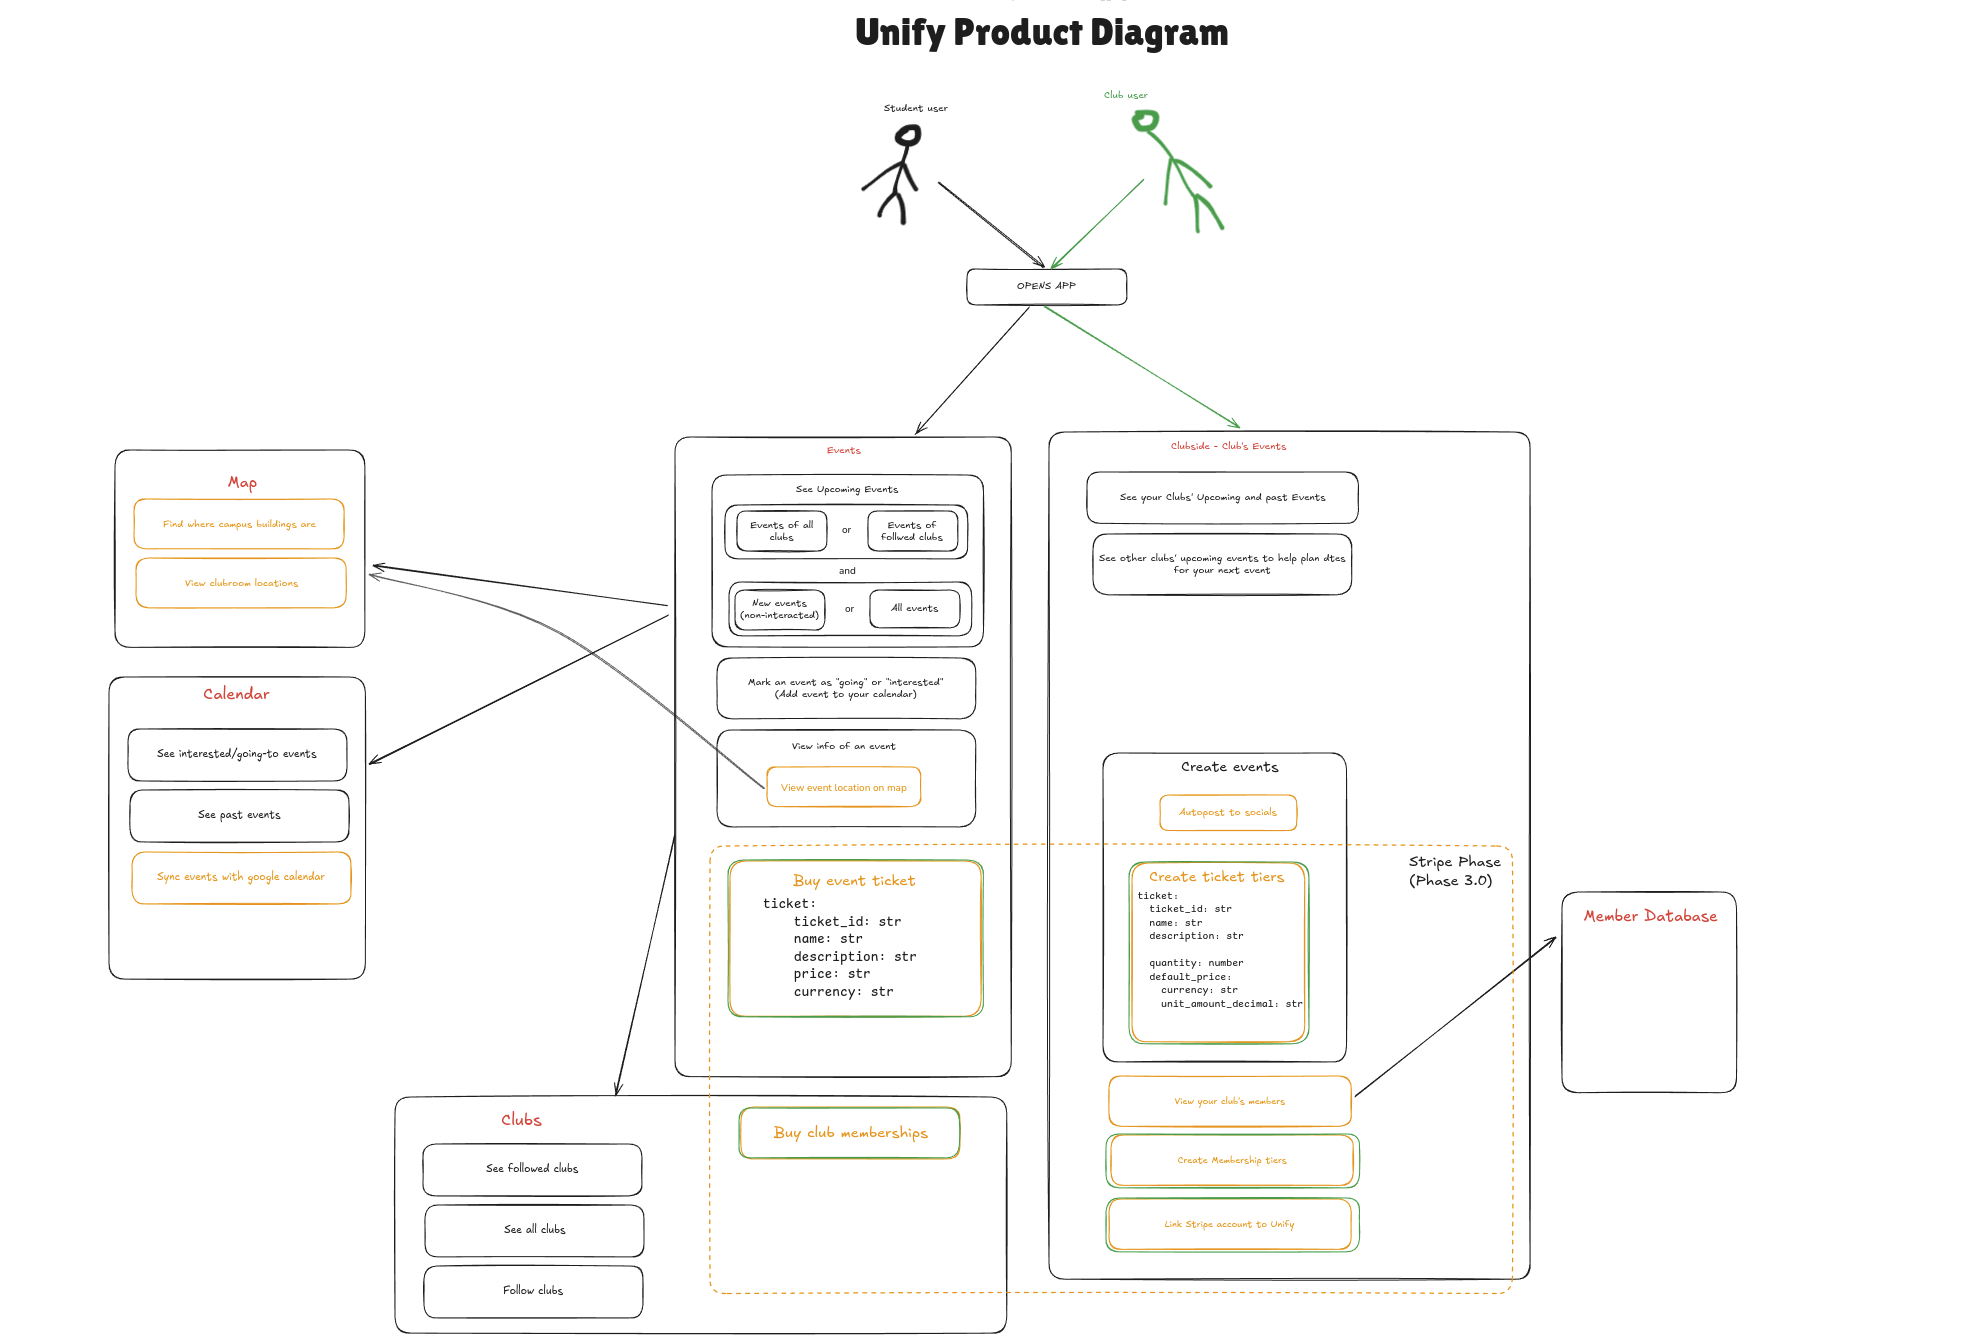 Unify Product Diagram
Student user
Club user
OPENS APP
Map
Find where campus buildings are
View clubroom locations
Calendar
See interested/going-to events
See past events
Sync events with google calendar
Events
See Upcoming Events
Events of all
clubs
or
Events of
follwed clubs
and
New events
(non-interacted)
or
All events
Mark an event as "going" or "interested"
(Add event to your calendar)
View info of an event
View event location on map
Buy event ticket
ticket:
ticket_id: str
name: str
description: str
price: str
currency: str
Clubs
See followed clubs
See all clubs
Follow clubs
Buy club memberships
Clubside - Club's Events
See your Clubs' Upcoming and past Events
See other clubs' upcoming events to help plan dtes
for your next event
Create events
Autopost to socials
Stripe Phase
(Phase 3.0)
Create ticket tiers
ticket:
ticket_id: str
name: str
description: str
quantity: number
default_price:
currency: str
unit_amount_decimal: str
View your club's members
Create Membership tiers
Link Stripe account to Unify
Member Database